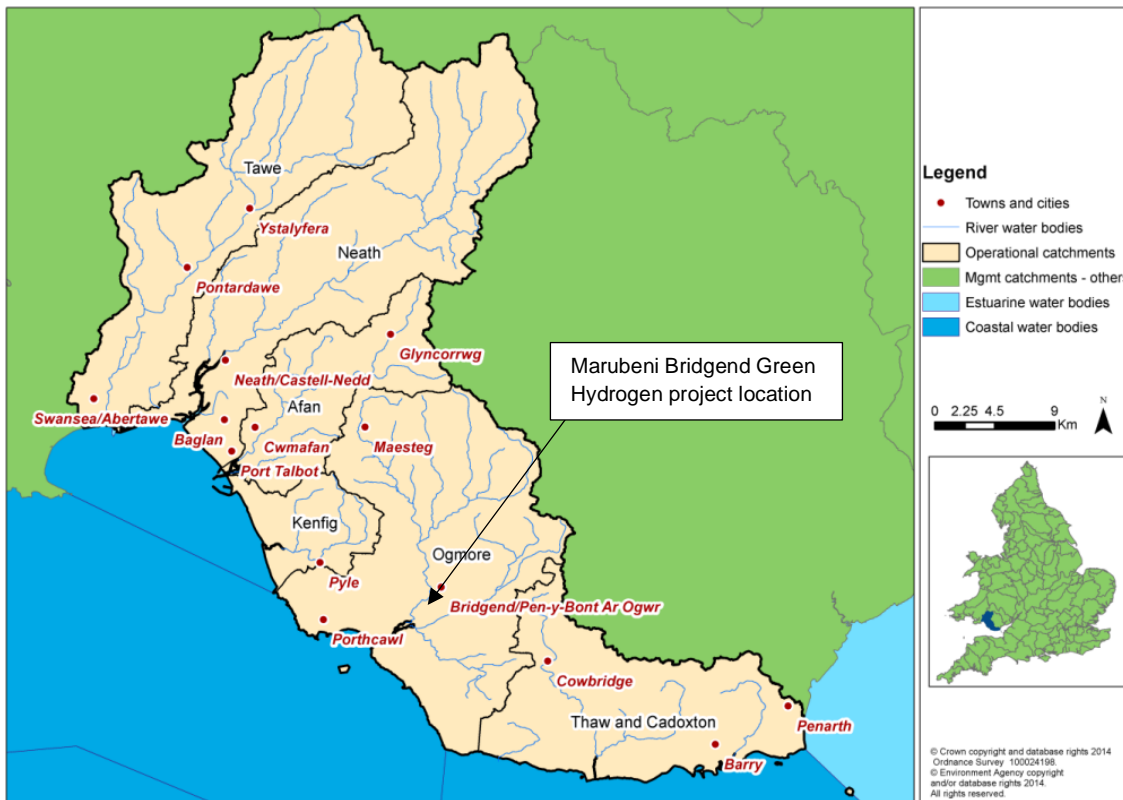 Tawe
Ystalyfera
Neath
Pontardawe
Glyncorrwg
Neath/Castell-Nedd
Afan
Swansea/Abertawe
Baglan
Cwmafan
Maesteg
Port Talbot
Kenfig
Ogmore
Pyle
Bridgend/Pen-y-Bont Ar Ogwr
Porthcawl
Cowbridge
Thaw and Cadoxton
Penarth
Barry
Marubeni Bridgend Green
Hydrogen project location
Legend
Towns and cities
River water bodies
Operational catchments
Mgmt catchments - others
Estuarine water bodies
Coastal water bodies
N
0 2.25 4.5 9
Km
© Crown copyright and database rights 2014
Ordnance Survey 100024198.
© Environment Agency copyright
and/or database rights 2014.
All rights reserved.